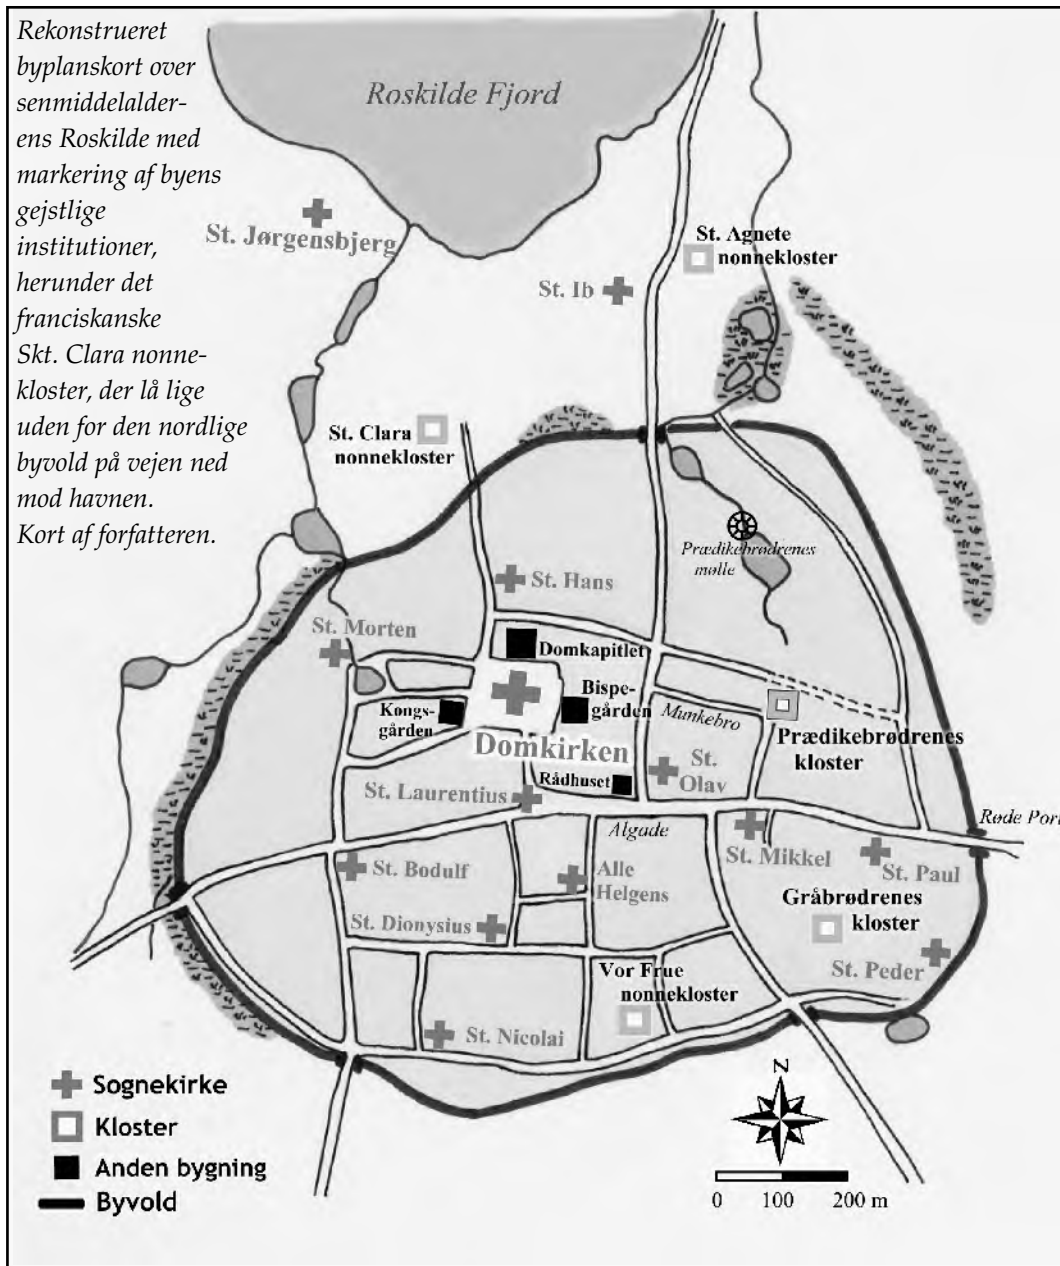 Rekonstrueret
byplanskort over
senmiddelalder-
ens Roskilde med
markering af byens
gejstlige
institutioner,
herunder det
franciskanske
Skt. Clara nonne-
kloster, der lå lige
uden for den nordlige
byvold på vejen ned
mod havnen.
Kort af forfatteren.
Roskilde Fjord
St. Jørgensbjerg
St. Agnete
nonnekloster
St. Ib
St. Clara
nonnekloster
Prædikebrødrenes
mølle
St. Hans
St. Morten
Domkapitlet
Bispe-
gården
Kongs-
gården
Munkebro
Prædikebrødrenes
kloster
Domkirken
St.
Olav
Rådhuset
St. Laurentius
Algade
Røde Port
St. Mikkel
St. Paul
St. Bodulf
Alle
Helgens
Gråbrødrenes
kloster
St. Dionysius
St. Peder
Vor Frue
nonnekloster
St. Nicolai
Sognekirke
Kloster
Anden bygning
Byvold
Z
0 100 200 m